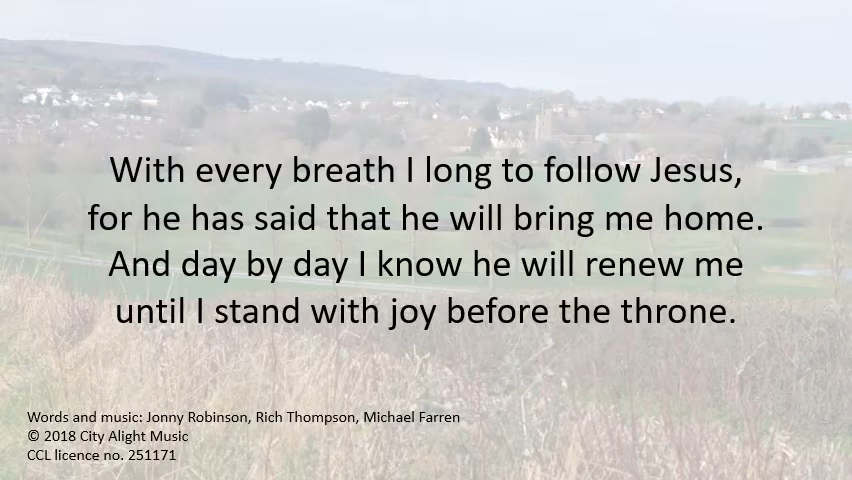 With every breath I long to follow Jesus,
for he has said that he will bring me home.
And day by day I know he will renew me
until I stand with joy before the throne.
Words and music: Jonny Robinson, Rich Thompson, Michael Farren
© 2018 City Alight Music
CCL licence no. 251171